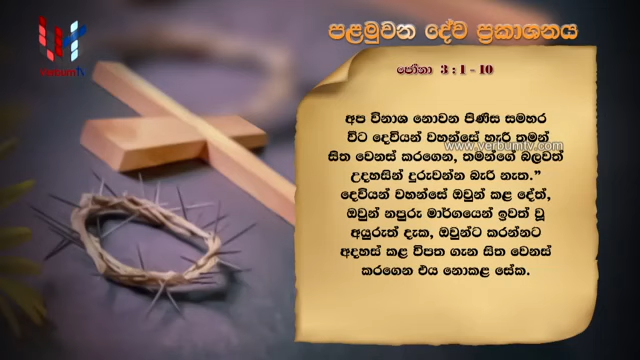 පළමුවන දේව ප්‍රකාශනය
ජෝනා 3 : 1 - 10
අප විනාශ නොවන පිණිස සමහර
විට දෙවියන් වහන්සේ හැරී තමන්
www.verbumtv.com
සිත වෙනස් කරගෙන, තමන්ගේ බලවත්
උදහසින් දුරුවන්න බැරි නැත.”
දෙවියන් වහන්සේ ඔවුන් කළ දේත්,
ඔවුන් නපුරු මාර්ගයෙන් ඉවත් වූ
අයුරුත් දැක, ඔවුන්ට කරන්නට
අදහස් කළ විපත ගැන සිත වෙනස්
කරගෙන එය නොකළ සේක.